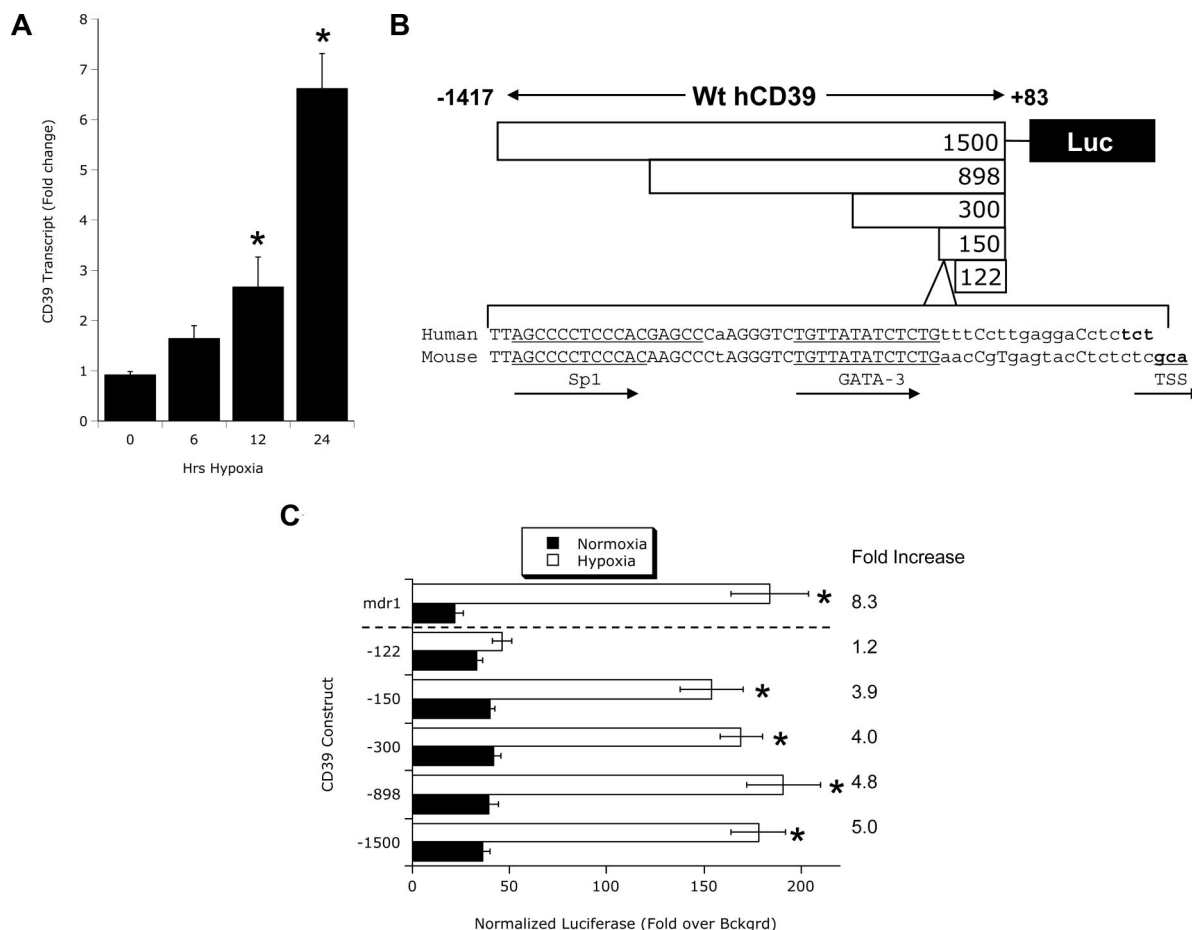 A
CD39 Transcript (Fold change)
8
7
6
5
4
3
2
1
0
*
*
0 6 12 24
Hrs Hypoxia
B
-1417 Wt hCD39 +83
1500 Luc
898
300
150
122
Human TTAGCCCCTCCCACGAGCCCaAGGGTCTGTTATATCTCTGtttCcttgaggaCctctct
Mouse TTAGCCCCTCCCACAAGCCCtAGGGTCTGTTATATCTCTGaacCgTgagtacCtctctcgca
Sp1 GATA-3 TSS
C
Normoxia
Hypoxia
Fold Increase
CD39 Construct
mdr1 * 8.3
-122 1.2
-150 * 3.9
-300 * 4.0
-898 * 4.8
-1500 * 5.0
0 50 100 150 200
Normalized Luciferase (Fold over Bckgrd)